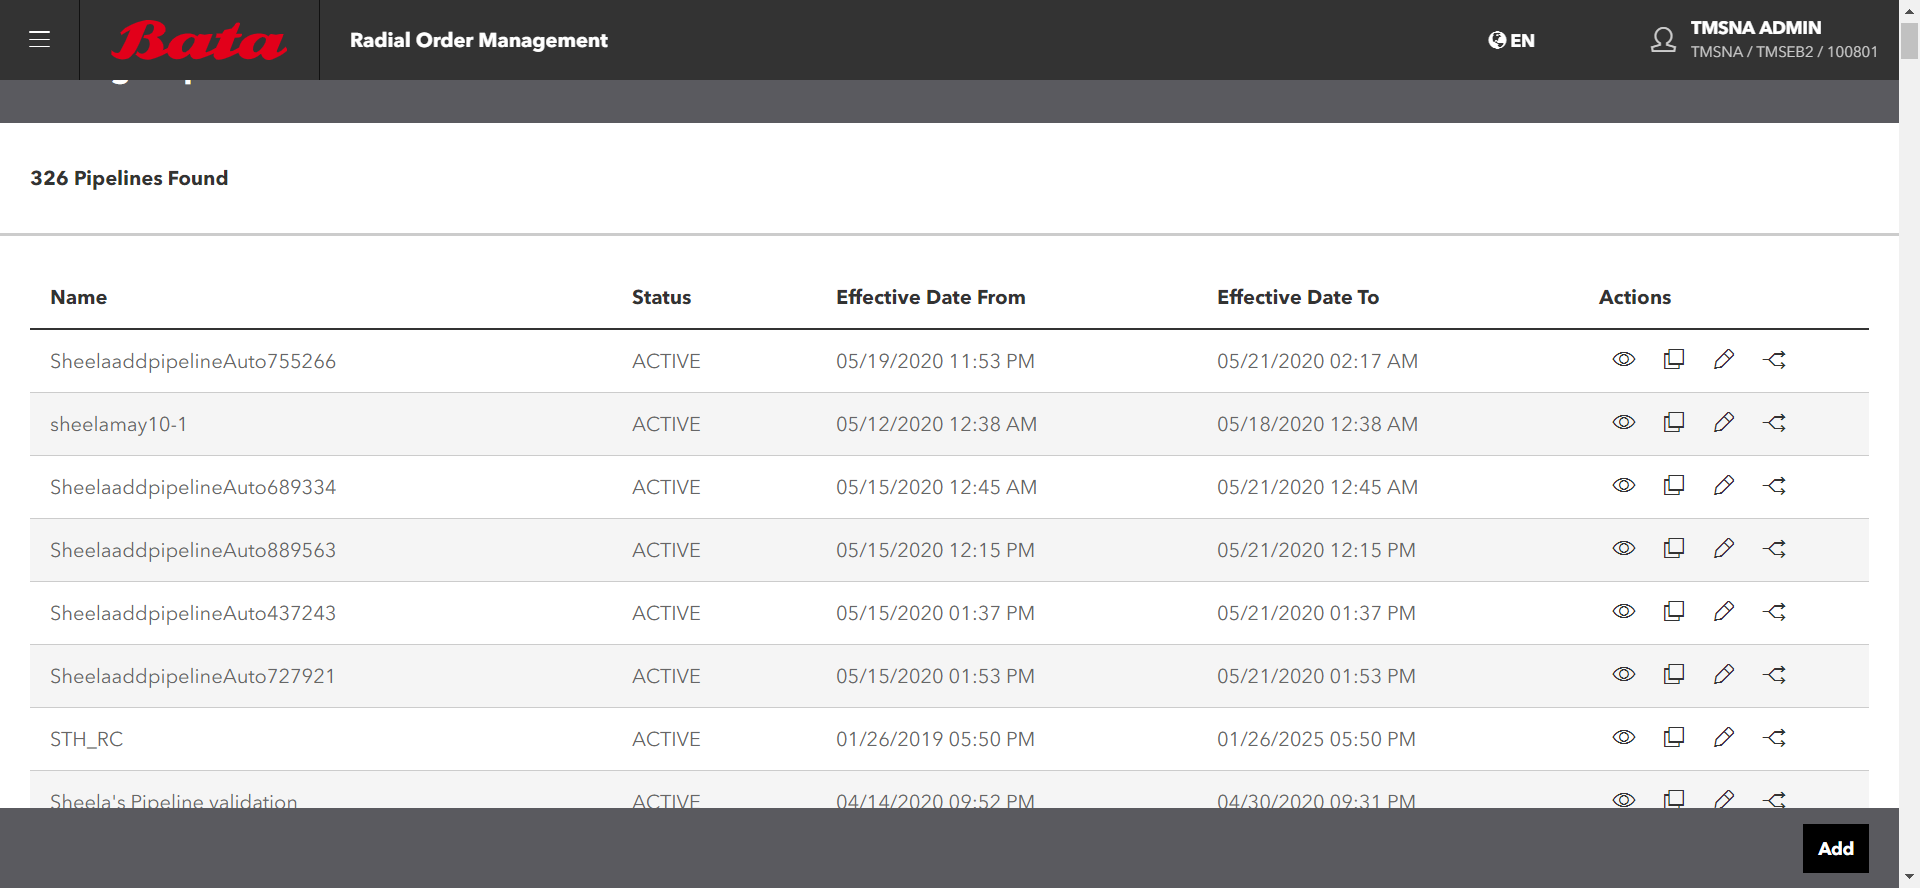 Bata
Radial Order Management
EN
TMSNA ADMIN
TMSNA / TMSEB2 / 100801
326 Pipelines Found
Name Status Effective Date From Effective Date To Actions
SheelaaddpipelineAuto755266 ACTIVE 05/19/2020 11:53 PM 05/21/2020 02:17 AM
sheelamay10-1 ACTIVE 05/12/2020 12:38 AM 05/18/2020 12:38 AM
SheelaaddpipelineAuto689334 ACTIVE 05/15/2020 12:45 AM 05/21/2020 12:45 AM
SheelaaddpipelineAuto889563 ACTIVE 05/15/2020 12:15 PM 05/21/2020 12:15 PM
SheelaaddpipelineAuto437243 ACTIVE 05/15/2020 01:37 PM 05/21/2020 01:37 PM
SheelaaddpipelineAuto727921 ACTIVE 05/15/2020 01:53 PM 05/21/2020 01:53 PM
STH_RC ACTIVE 01/26/2019 05:50 PM 01/26/2025 05:50 PM
Sheela's Pipeline validation ACTIVE 04/14/2020 09:52 PM 04/30/2020 09:31 PM
Add